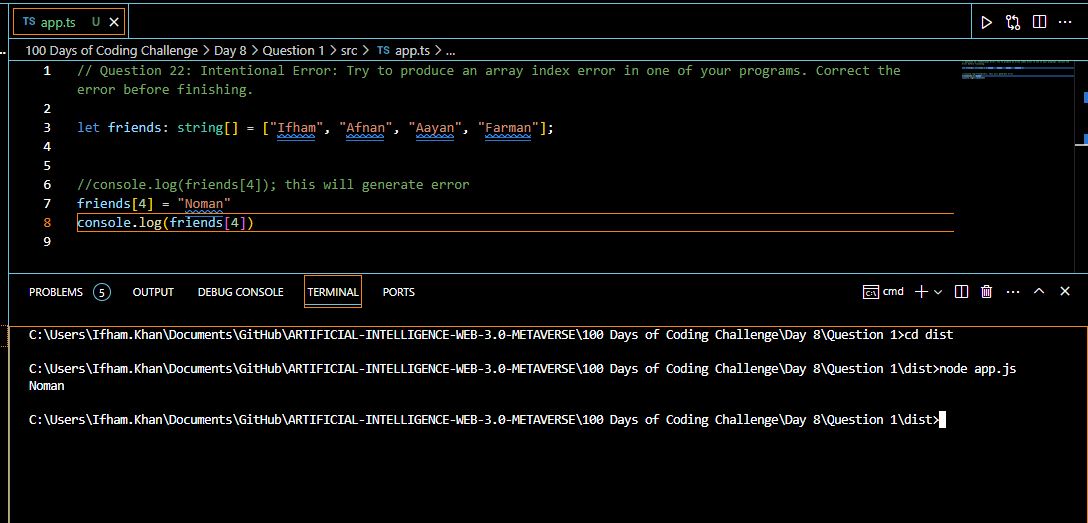 TS app.ts U
100 Days of Coding Challenge > Day 8 > Question 1 > src > TS app.ts > ...
1 // Question 22: Intentional Error: Try to produce an array index error in one of your programs. Correct the
error before finishing.
2
3 let friends: string[] = ["Ifham", "Afnan", "Aayan", "Farman"];
4
5
6 //console.log(friends[4]); this will generate error
7 friends[4] = "Noman"
8 console.log(friends[4])
9
PROBLEMS 5 OUTPUT DEBUG CONSOLE TERMINAL PORTS cmd
C:\Users\Ifham.Khan\Documents\GitHub\ARTIFICIAL-INTELLIGENCE-WEB-3.0-METAVERSE\100 Days of Coding Challenge\Day 8\Question 1>cd dist
C:\Users\Ifham.Khan\Documents\GitHub\ARTIFICIAL-INTELLIGENCE-WEB-3.0-METAVERSE\100 Days of Coding Challenge\Day 8\Question 1\dist>node app.js
Noman
C:\Users\Ifham.Khan\Documents\GitHub\ARTIFICIAL-INTELLIGENCE-WEB-3.0-METAVERSE\100 Days of Coding Challenge\Day 8\Question 1\dist>